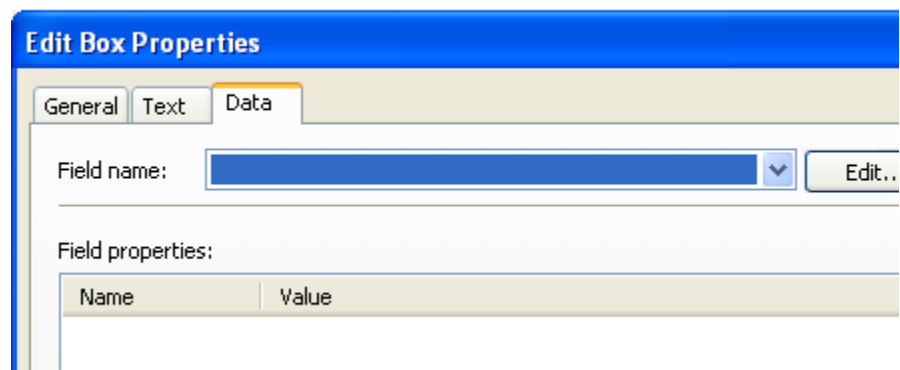 Edit Box Properties
General Text Data
Field name: Edit..
Field properties:
Name Value